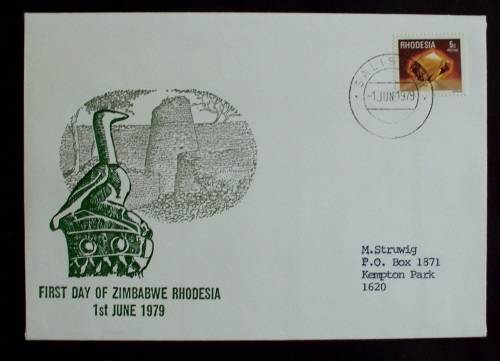 RHODESIA
5c
SALIS
-1 JUN 1979
M.Struwig
P.O. Box 1871
Kempton Park
1620
FIRST DAY OF ZIMBABWE RHODESIA
1st JUNE 1979